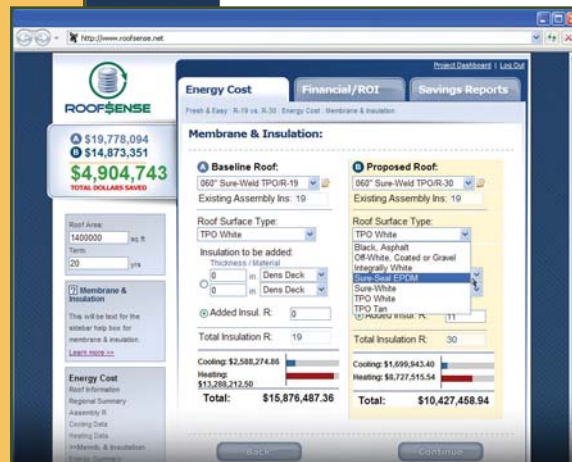 http://www.roofsense.net
Project Dashboard | Log Out
ROOF$ENSE
Energy Cost
Financial/ROI
Savings Reports
Fresh & Easy : R-19 vs. R-30 : Energy Cost : Membrane & Insulation
A $19,778,094
B $14,873,351
$4,904,743
TOTAL DOLLARS SAVED
Roof Area:
1400000 sq.ft
Term:
20 yrs
[?] Membrane &
Insulation
This will be text for the
sidebar help box for
membrane & insulation.
Learn more >>
Energy Cost
Roof Information
Regional Summary
Assembly R
Cooling Data
Heating Data
>>Memb. & Insulation
Energy Summary
Membrane & Insulation:
A Baseline Roof:
060" Sure-Weld TPO/R-19
Existing Assembly Ins: 19
Roof Surface Type:
TPO White
Insulation to be added:
Thickness / Material
0 in Dens Deck
0 in Dens Deck
Added Insul. R: 0
Total Insulation R: 19
Cooling: $2,588,274.86
Heating:
$13,288,212.50
Total: $15,876,487.36
B Proposed Roof:
060" Sure-Weld TPO/R-30
Existing Assembly Ins: 19
Roof Surface Type:
TPO White
Black, Asphalt
Off-White, Coated or Gravel
Integrally White
Sure-Seal EPDM
Sure-White
TPO White
TPO Tan
Added Insul. R: 11
Total Insulation R: 30
Cooling: $1,699,943.40
Heating: $8,727,515.54
Total: $10,427,458.94
Back
Continue